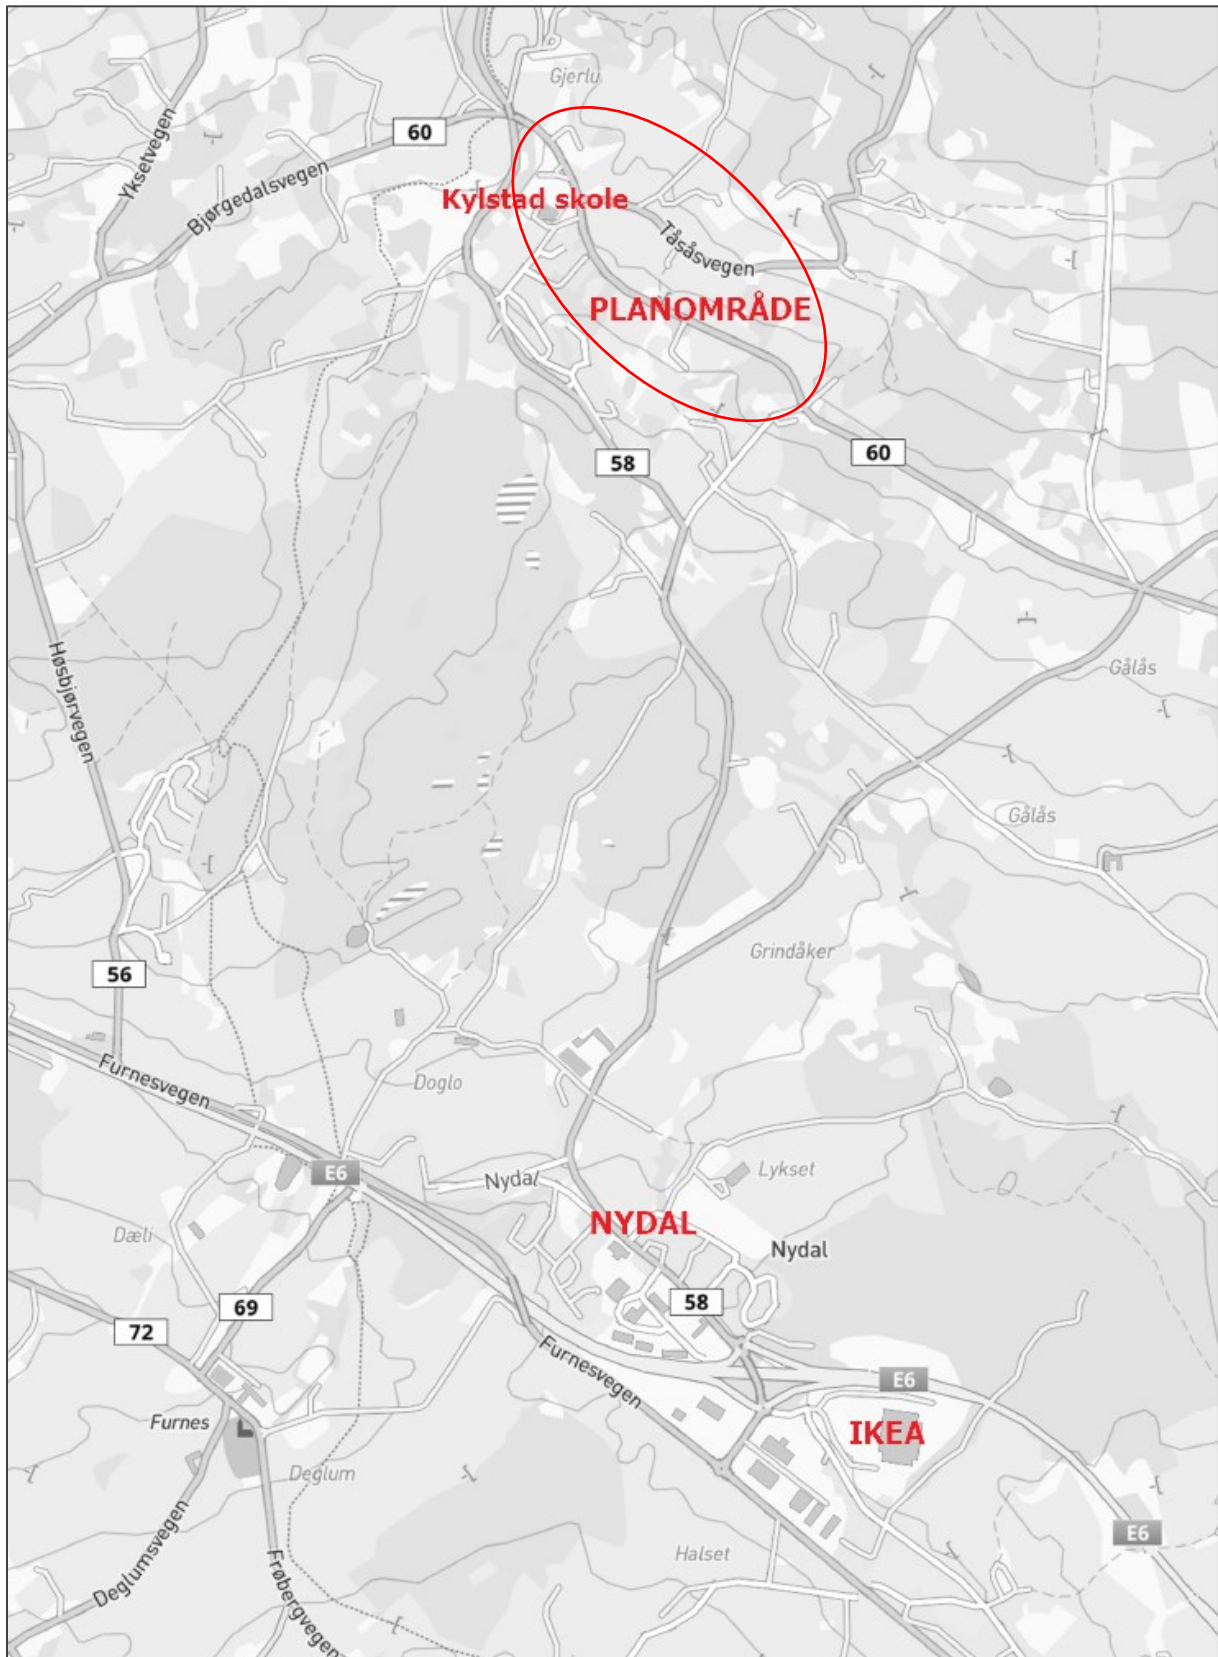 Gjerlu
60
Yksetvegen
Bjørgedalsvegen
Kylstad skole
Tåsåsvegen
PLANOMRÅDE
58
60
Høsbjørvegen
Gålås
Gålås
Grindåker
56
Furnesvegen
Doglo
E6
Nydal
Lykset
Dæli
NYDAL
Nydal
69
58
72
Furnesvegen
E6
Furnes
IKEA
Deglum
E6
Halset
Deglumsvegen
Frøbergvegen